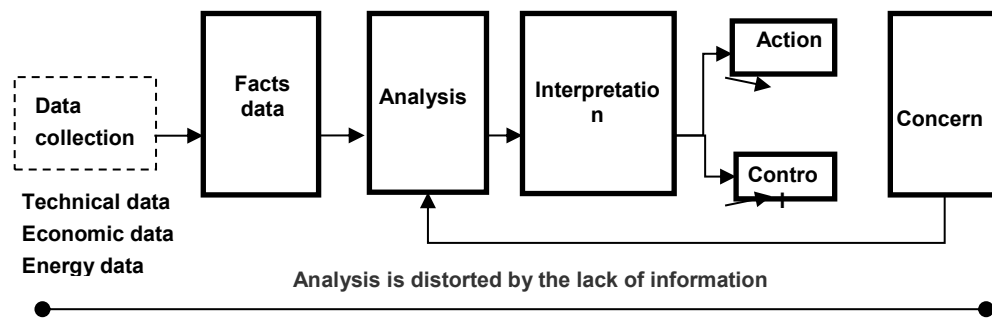 Data
collection
Technical data
Economic data
Energy data
Facts
data
Analysis
Interpretatio
n
Action
Contro
Concern
Analysis is distorted by the lack of information